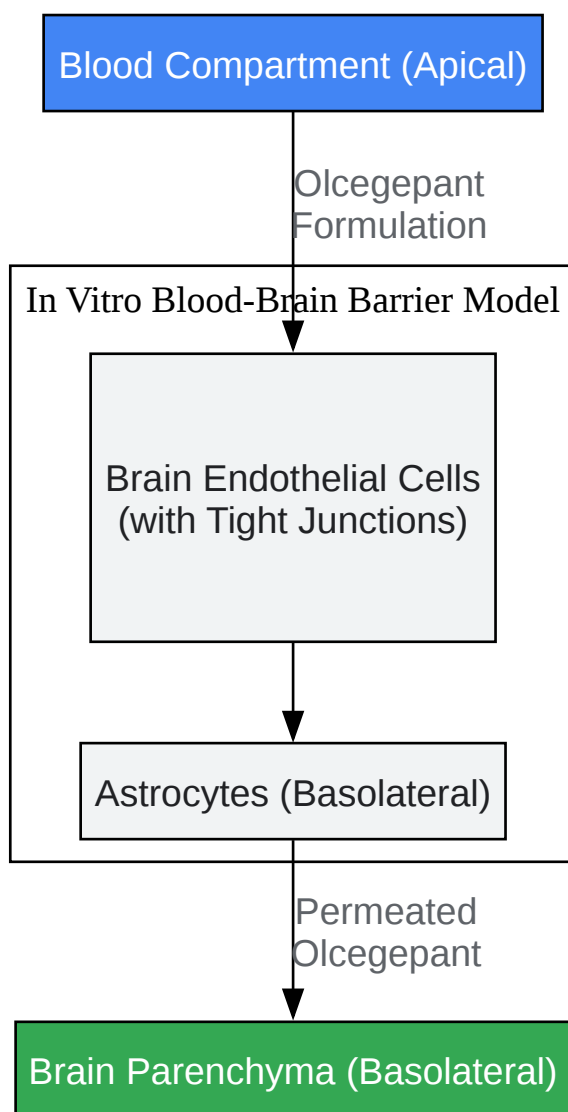 Blood Compartment (Apical)
Olcegepant
Formulation
In Vitro Blood-Brain Barrier Model
Brain Endothelial Cells
(with Tight Junctions)
Astrocytes (Basolateral)
Permeated
Olcegepant
Brain Parenchyma (Basolateral)